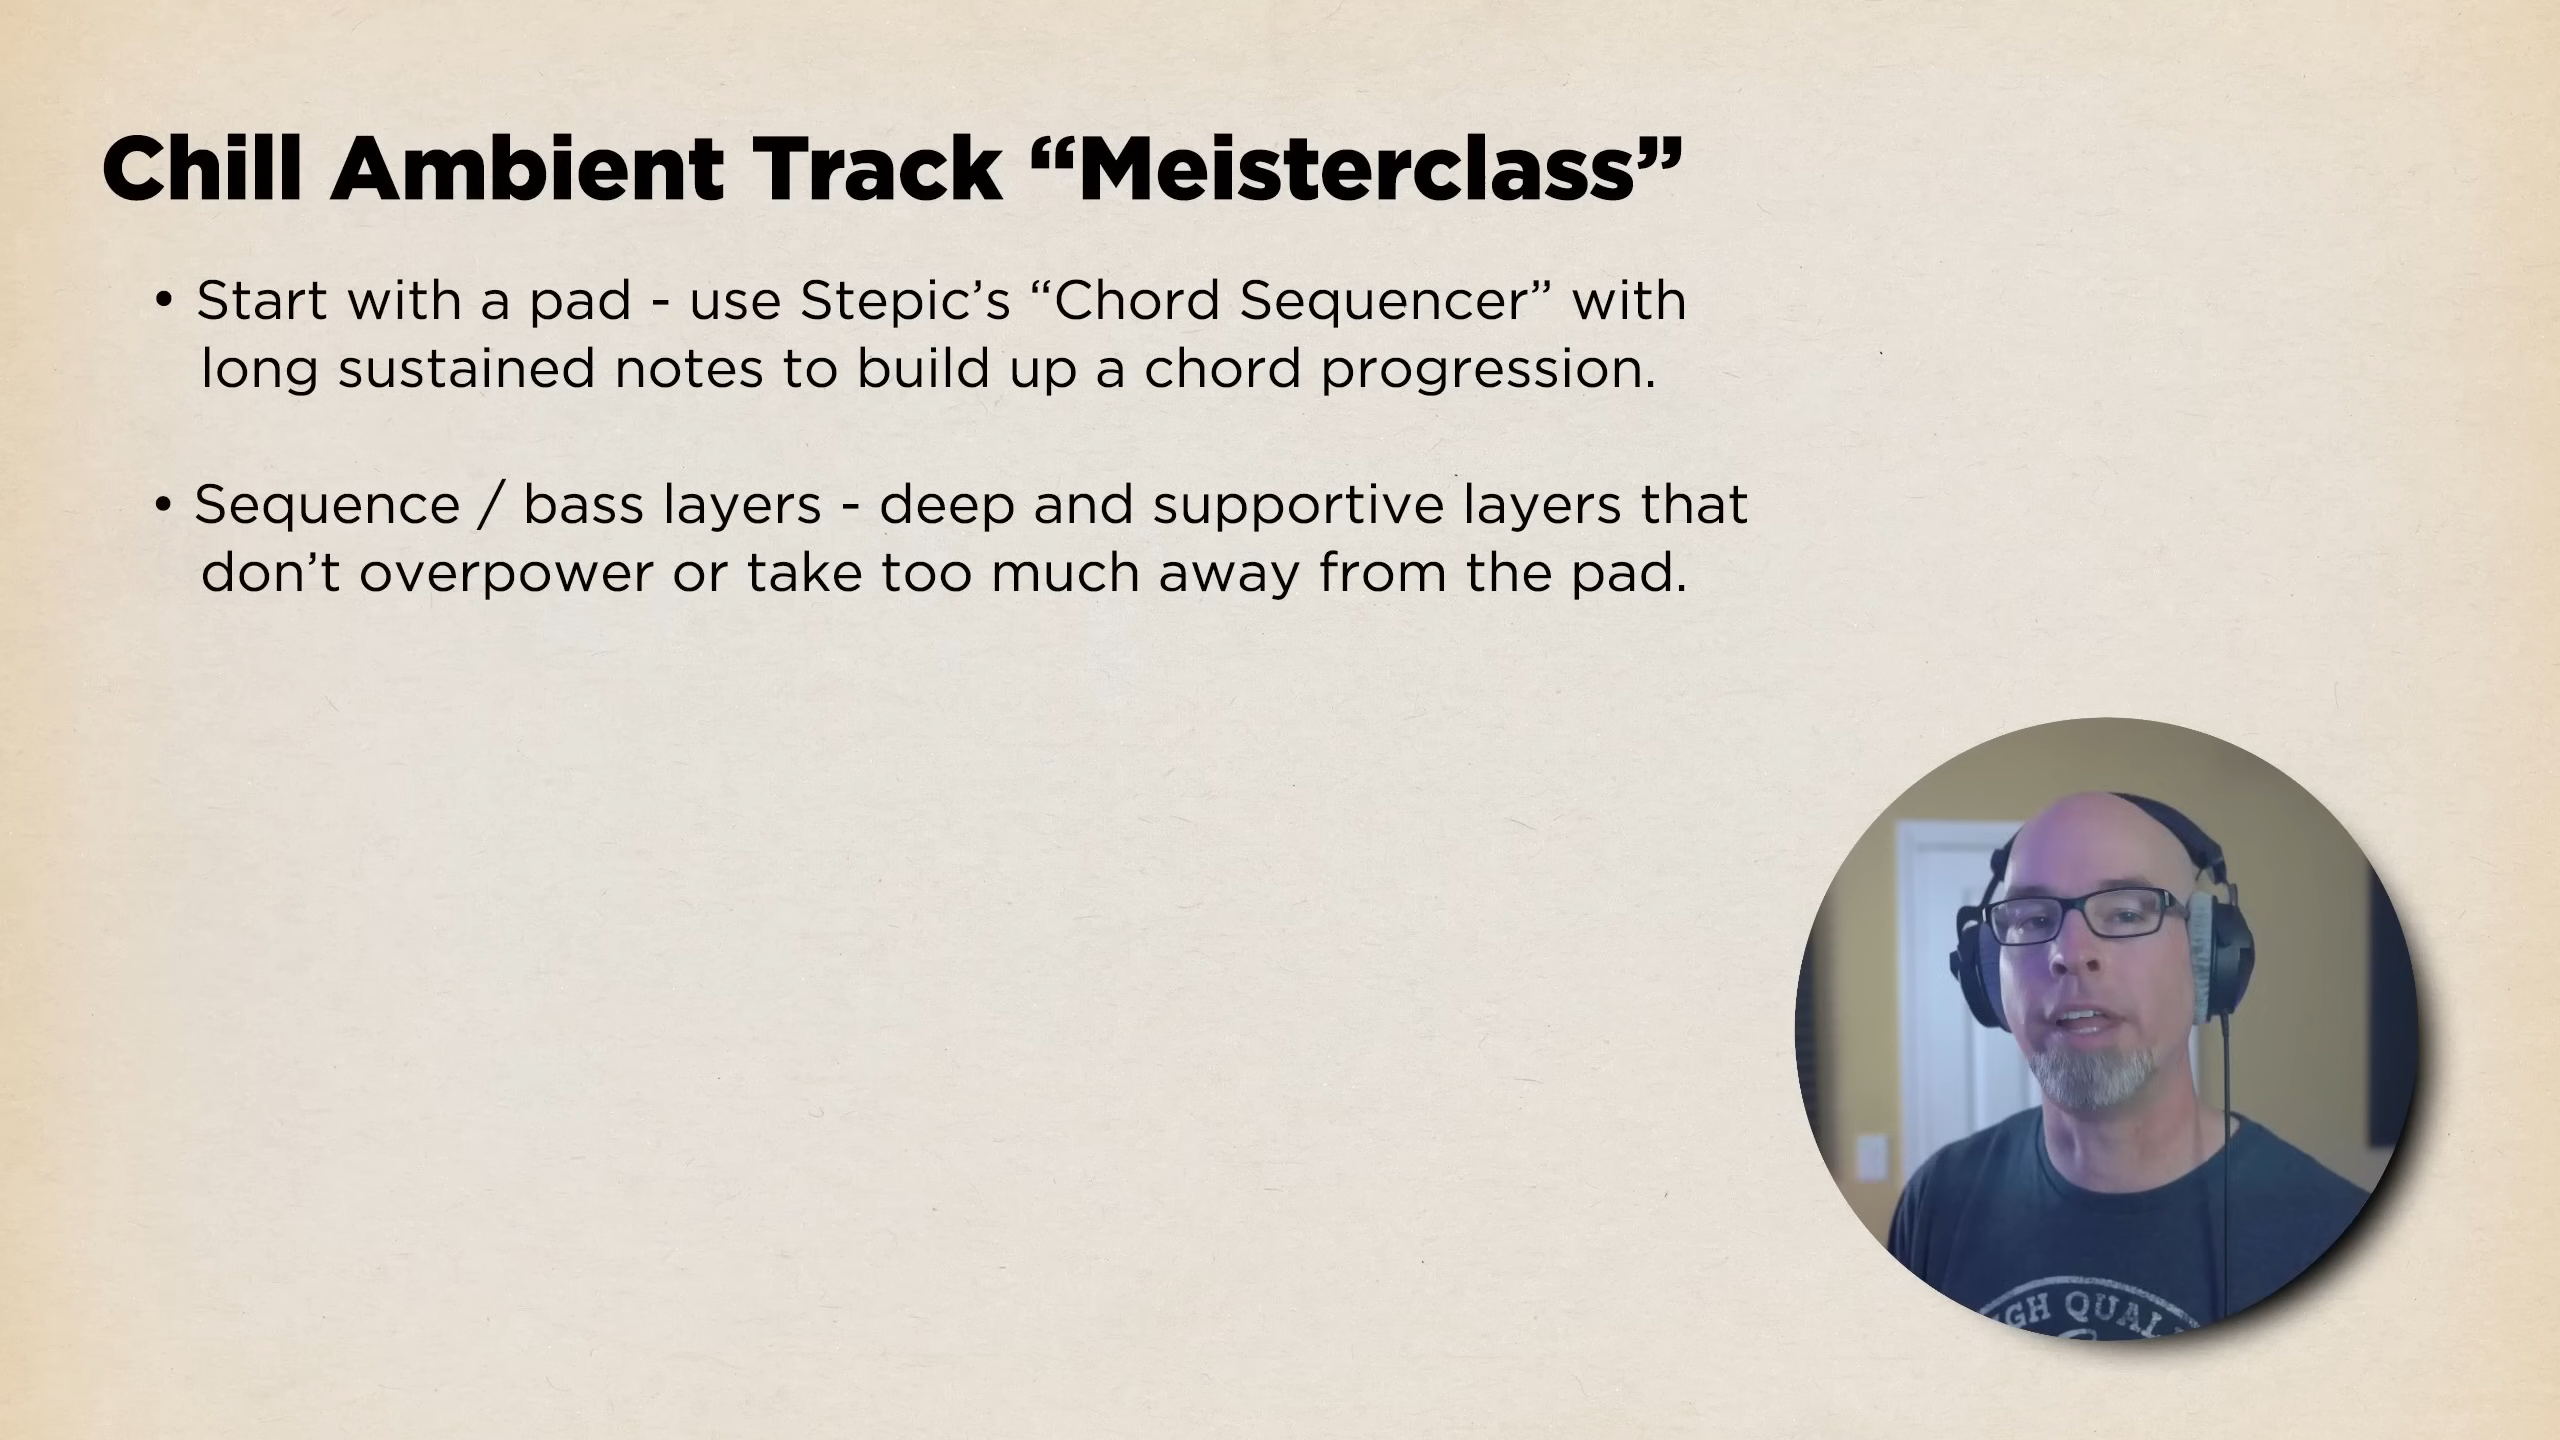 Chill Ambient Track “Meisterclass”
• Start with a pad - use Stepic’s “Chord Sequencer” with
long sustained notes to build up a chord progression.
• Sequence / bass layers - deep and supportive layers that
don’t overpower or take too much away from the pad.